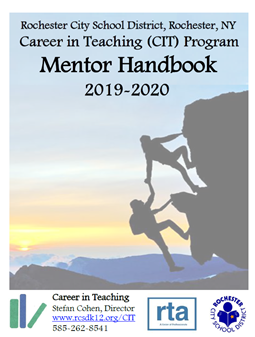 Rochester City School District, Rochester, NY
Career in Teaching (CIT) Program
Mentor Handbook
2019-2020
Career in Teaching
Stefan Cohen, Director
www.rcsdk12.org/CIT
585-262-8541
rta
ROCHESTER
CITY SCHOOL DISTRICT